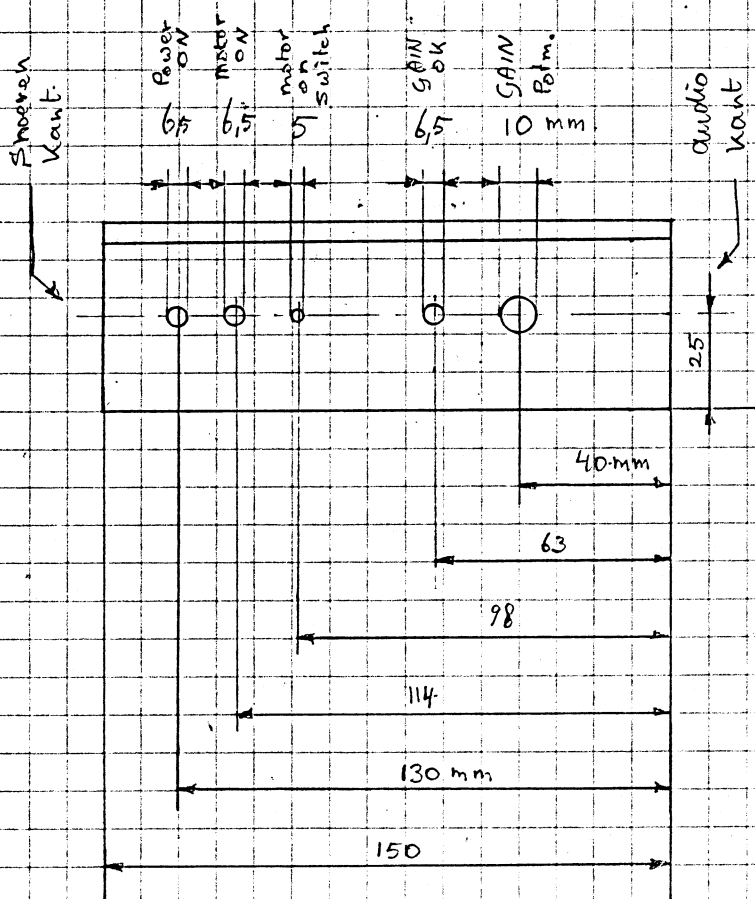 Snoeren
Kant.
Power
ON
6,5
motor
ON
6,5
motor
on
switch
5
GAIN
OK
6,5
GAIN
Potm.
10 mm
audio
kant
25
40 mm
63
98
114
130 mm
150